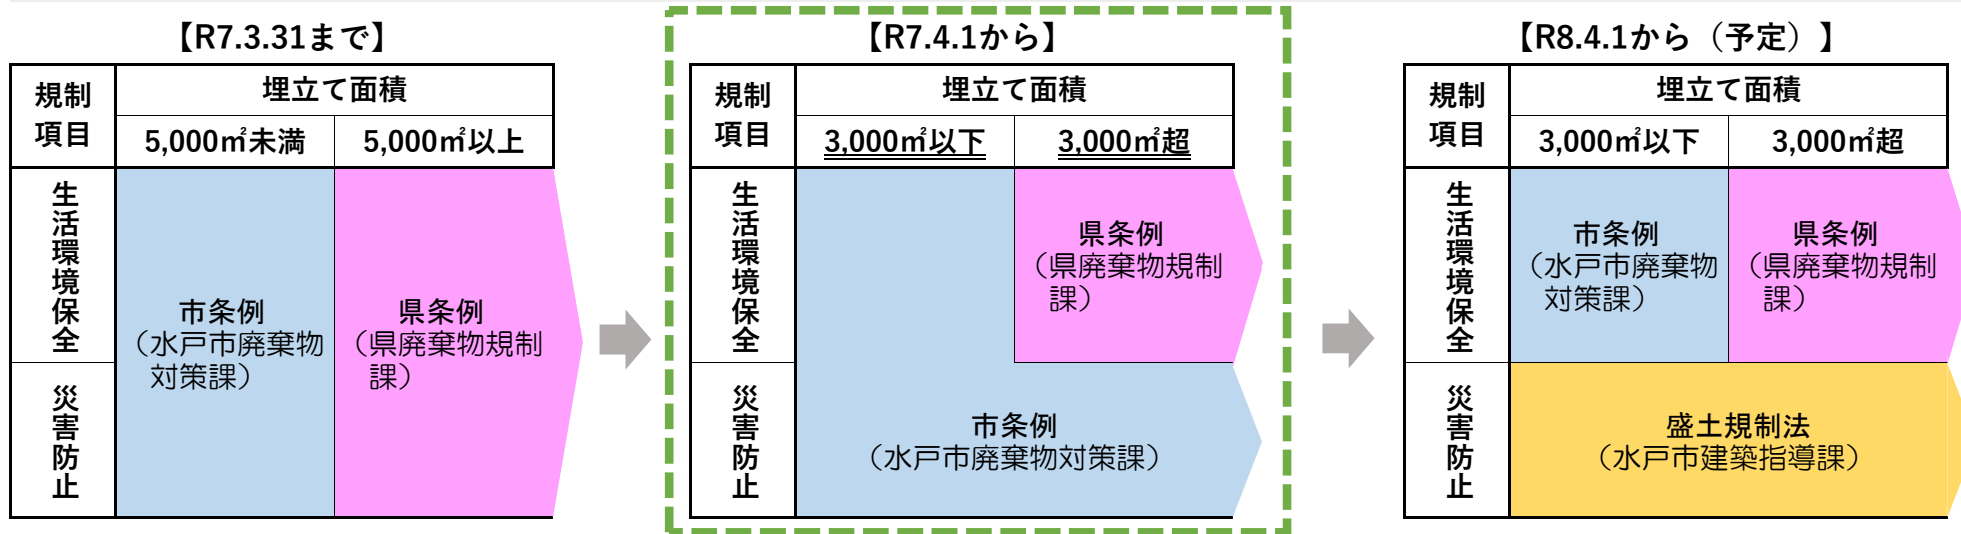 【R7.3.31まで】
規制
項目
埋立て面積
5,000㎡未満
5,000㎡以上
生活環境保全
市条例
（水戸市廃棄物
対策課）
県条例
（県廃棄物規制
課）
災害防止
【R7.4.1から】
規制
項目
埋立て面積
3,000㎡以下
3,000㎡超
生活環境保全
県条例
（県廃棄物規制
課）
災害防止
市条例
（水戸市廃棄物対策課）
【R8.4.1から（予定）】
規制
項目
埋立て面積
3,000㎡以下
3,000㎡超
生活環境保全
市条例
（水戸市廃棄物
対策課）
県条例
（県廃棄物規制
課）
災害防止
盛土規制法
（水戸市建築指導課）